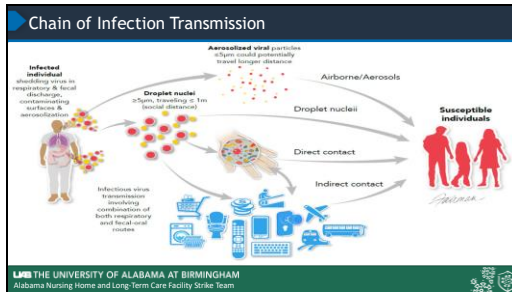 Chain of Infection Transmission
Infected
individual
shedding virus in
respiratory & fecal
discharge,
contaminating
surfaces &
aerosolization
Aerosolized viral particles
≤5μm could potentially
travel longer distance
Airborne/Aerosols
Droplet nuclei
≥5μm, traveling ≤ 1m
(social distance)
Droplet nucleii
Susceptible
individuals
Direct contact
Indirect contact
Infectious virus
transmission
involving
combination of
both respiratory
and fecal-oral
routes
UAB THE UNIVERSITY OF ALABAMA AT BIRMINGHAM
Alabama Nursing Home and Long-Term Care Facility Strike Team